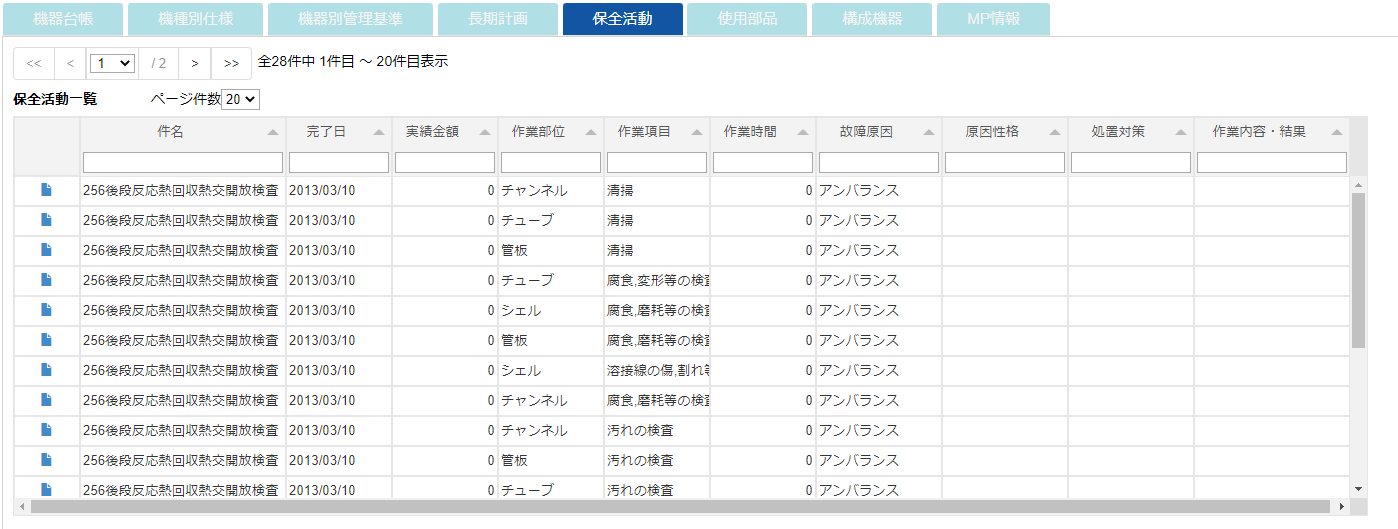 機器台帳 機種別仕様 機器別管理基準 長期計画 保全活動 使用部品 構成機器 MP情報
<< < 1 / 2 > >> 全28件中 1件目 ～ 20件目表示
保全活動一覧 ページ件数 20
件名 完了日 実績金額 作業部位 作業項目 作業時間 故障原因 原因性格 処置対策 作業内容・結果
256後段反応熱回収熱交開放検査 2013/03/10 0 チャンネル 清掃 0 アンバランス
256後段反応熱回収熱交開放検査 2013/03/10 0 チューブ 清掃 0 アンバランス
256後段反応熱回収熱交開放検査 2013/03/10 0 管板 清掃 0 アンバランス
256後段反応熱回収熱交開放検査 2013/03/10 0 チューブ 腐食,変形等の検査 0 アンバランス
256後段反応熱回収熱交開放検査 2013/03/10 0 シェル 腐食,磨耗等の検査 0 アンバランス
256後段反応熱回収熱交開放検査 2013/03/10 0 管板 腐食,磨耗等の検査 0 アンバランス
256後段反応熱回収熱交開放検査 2013/03/10 0 シェル 溶接線の傷,割れ等 0 アンバランス
256後段反応熱回収熱交開放検査 2013/03/10 0 チャンネル 腐食,磨耗等の検査 0 アンバランス
256後段反応熱回収熱交開放検査 2013/03/10 0 チャンネル 汚れの検査 0 アンバランス
256後段反応熱回収熱交開放検査 2013/03/10 0 管板 汚れの検査 0 アンバランス
256後段反応熱回収熱交開放検査 2013/03/10 0 チューブ 汚れの検査 0 アンバランス